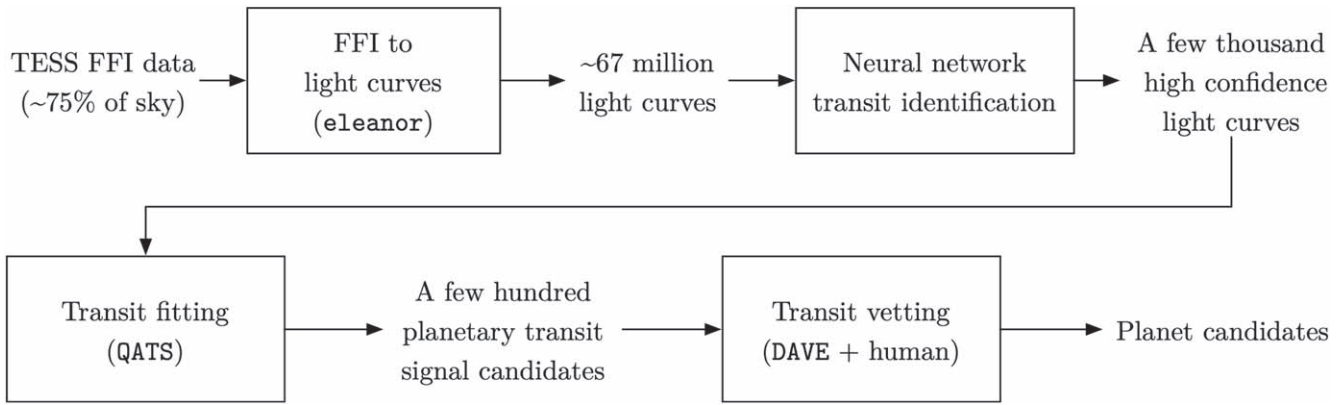 TESS FFI data
(~75% of sky)
FFI to
light curves
(eleanor)
~67 million
light curves
Neural network
transit identification
A few thousand
high confidence
light curves
Transit fitting
(QATS)
A few hundred
planetary transit
signal candidates
Transit vetting
(DAVE + human)
Planet candidates